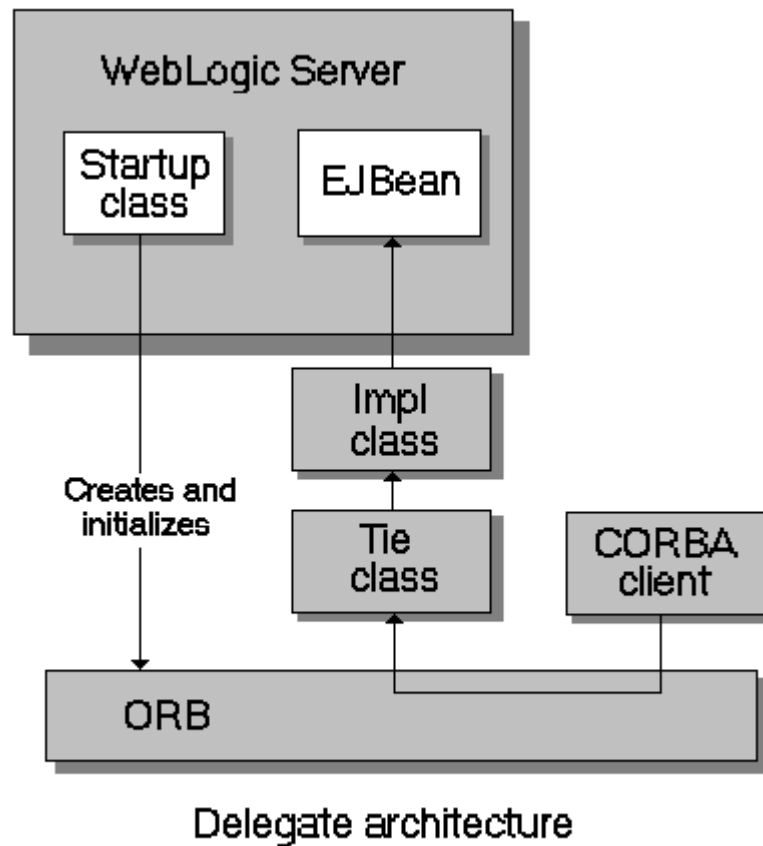 WebLogic Server
Startup
class
EJBean
Impl
class
Creates and
initializes
Tie
class
CORBA
client
ORB
Delegate architecture